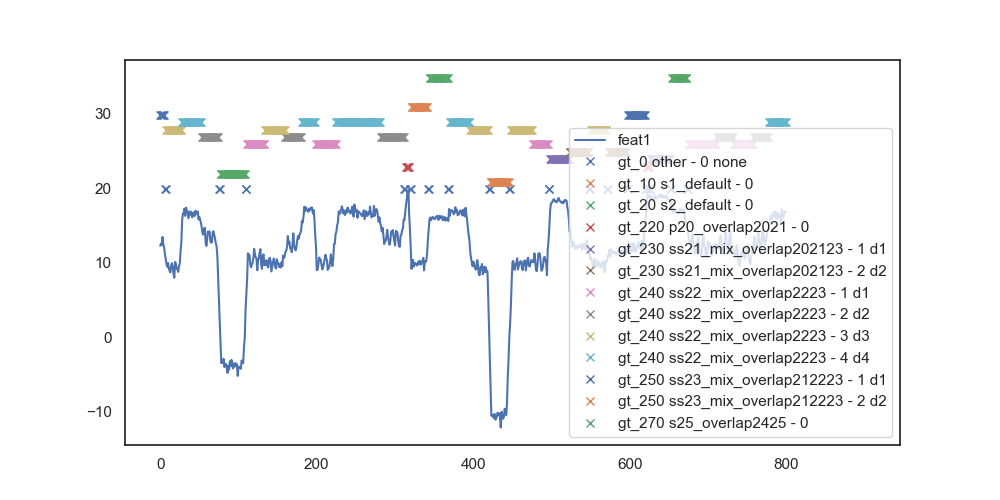 30
20
10
0
−10
0
200
400
600
800
feat1
gt_0 other - 0 none
gt_10 s1_default - 0
gt_20 s2_default - 0
gt_220 p20_overlap2021 - 0
gt_230 ss21_mix_overlap202123 - 1 d1
gt_230 ss21_mix_overlap202123 - 2 d2
gt_240 ss22_mix_overlap2223 - 1 d1
gt_240 ss22_mix_overlap2223 - 2 d2
gt_240 ss22_mix_overlap2223 - 3 d3
gt_240 ss22_mix_overlap2223 - 4 d4
gt_250 ss23_mix_overlap212223 - 1 d1
gt_250 ss23_mix_overlap212223 - 2 d2
gt_270 s25_overlap2425 - 0